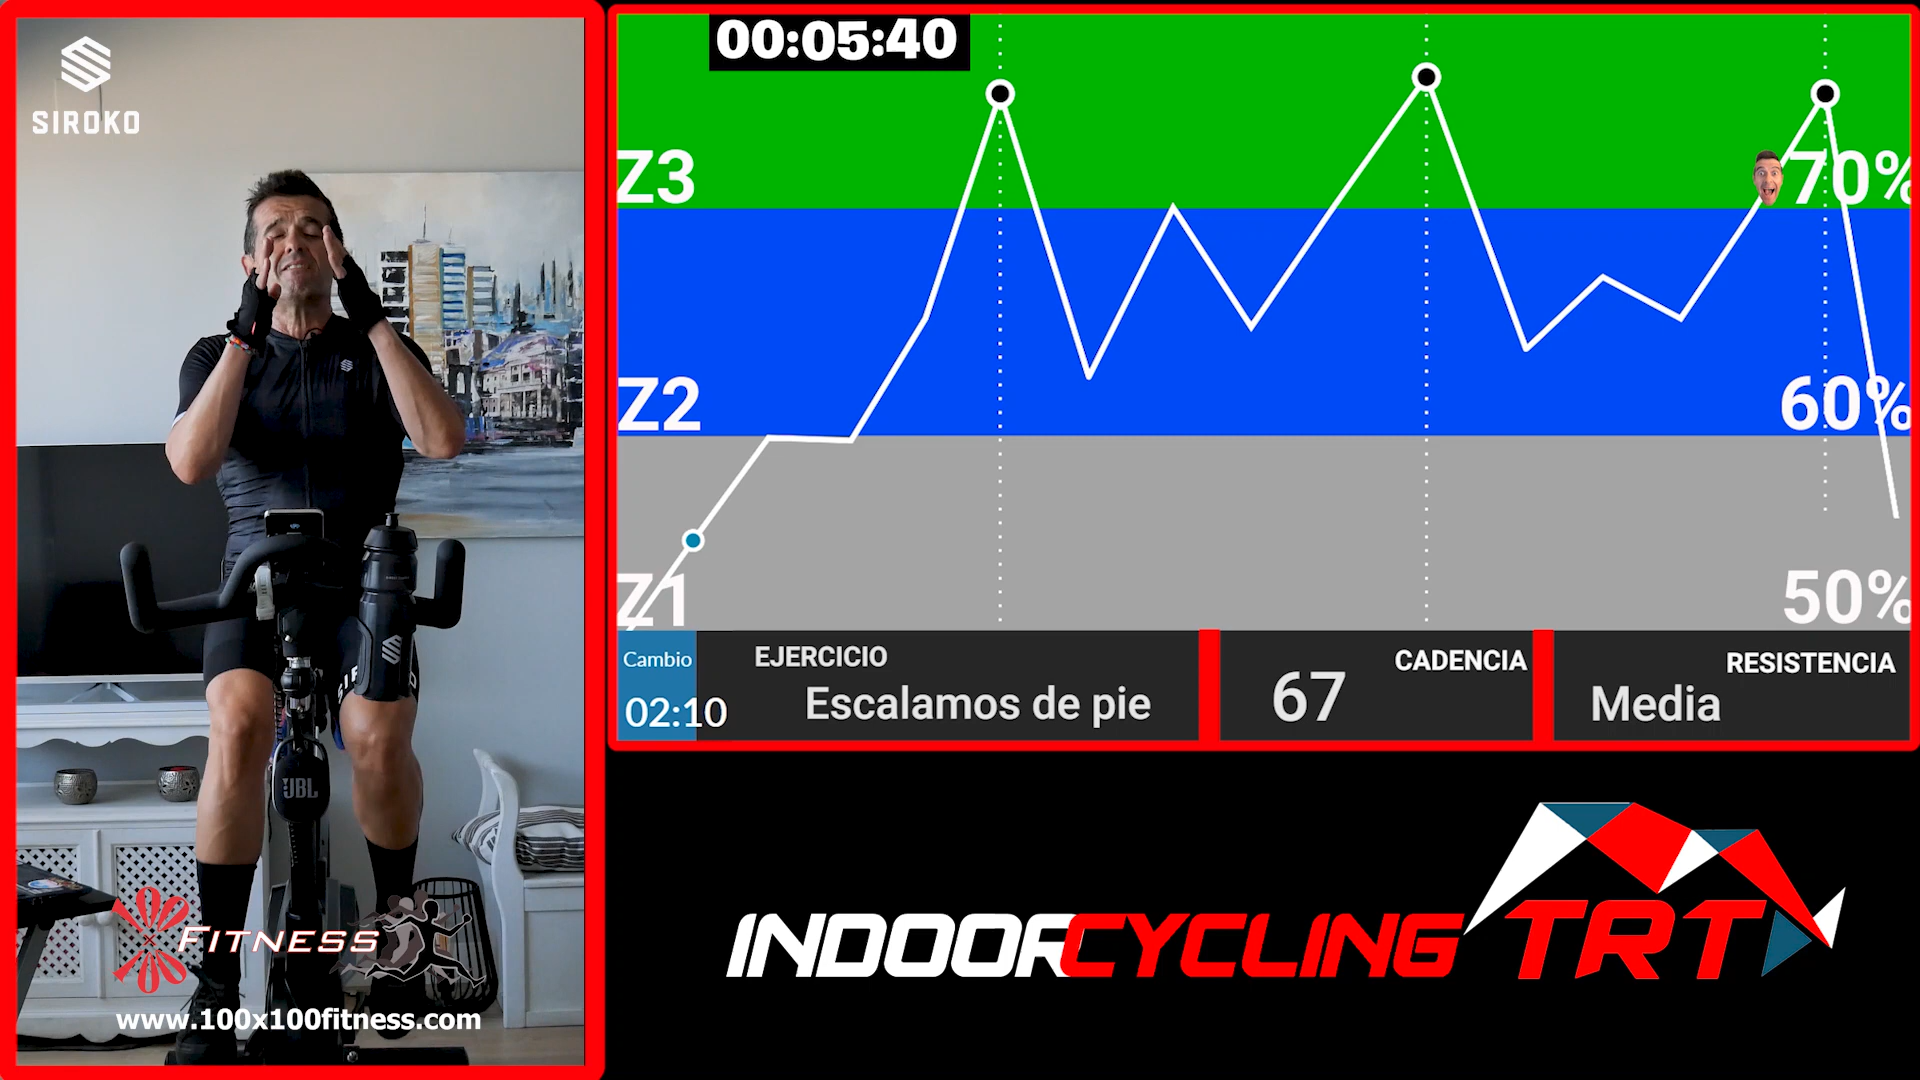 SIROKO
00:05:40
Z3
70%
Z2
60%
Z1
50%
Cambio
02:10
EJERCICIO
Escalamos de pie
CADENCIA
67
RESISTENCIA
Media
JBL
FITNESS
www.100x100fitness.com
INDOORCYCLING TRT